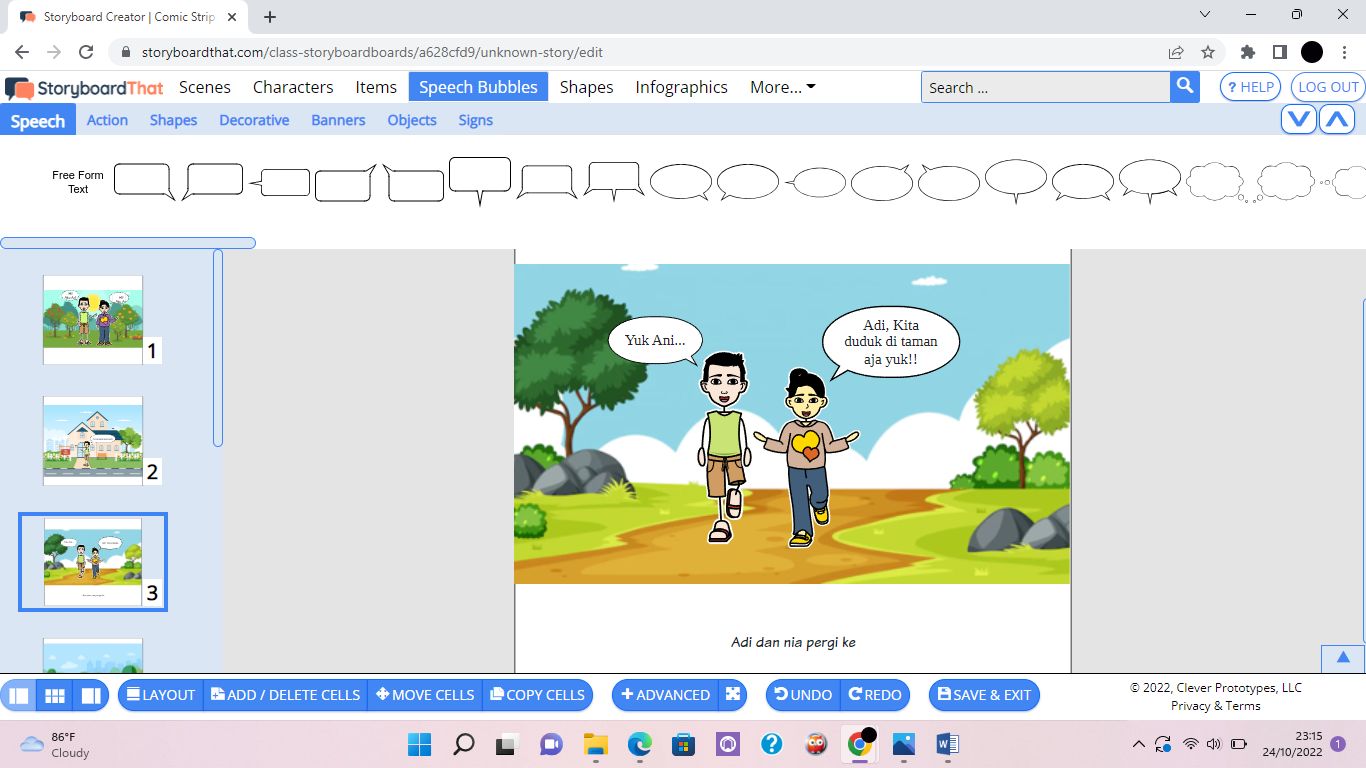 Storyboard Creator | Comic Strip
storyboardthat.com/class-storyboardboards/a628cfd9/unknown-story/edit
StoryboardThat
Scenes
Characters
Items
Speech Bubbles
Shapes
Infographics
More...
Search ...
? HELP
LOG OUT
Speech
Action
Shapes
Decorative
Banners
Objects
Signs
Free Form
Text
1
2
3
Yuk Ani...
Adi, Kita
duduk di taman
aja yuk!!
Adi dan nia pergi ke
LAYOUT
ADD / DELETE CELLS
MOVE CELLS
COPY CELLS
ADVANCED
UNDO
REDO
SAVE & EXIT
© 2022, Clever Prototypes, LLC
Privacy & Terms
86°F
Cloudy
23:15
24/10/2022
1